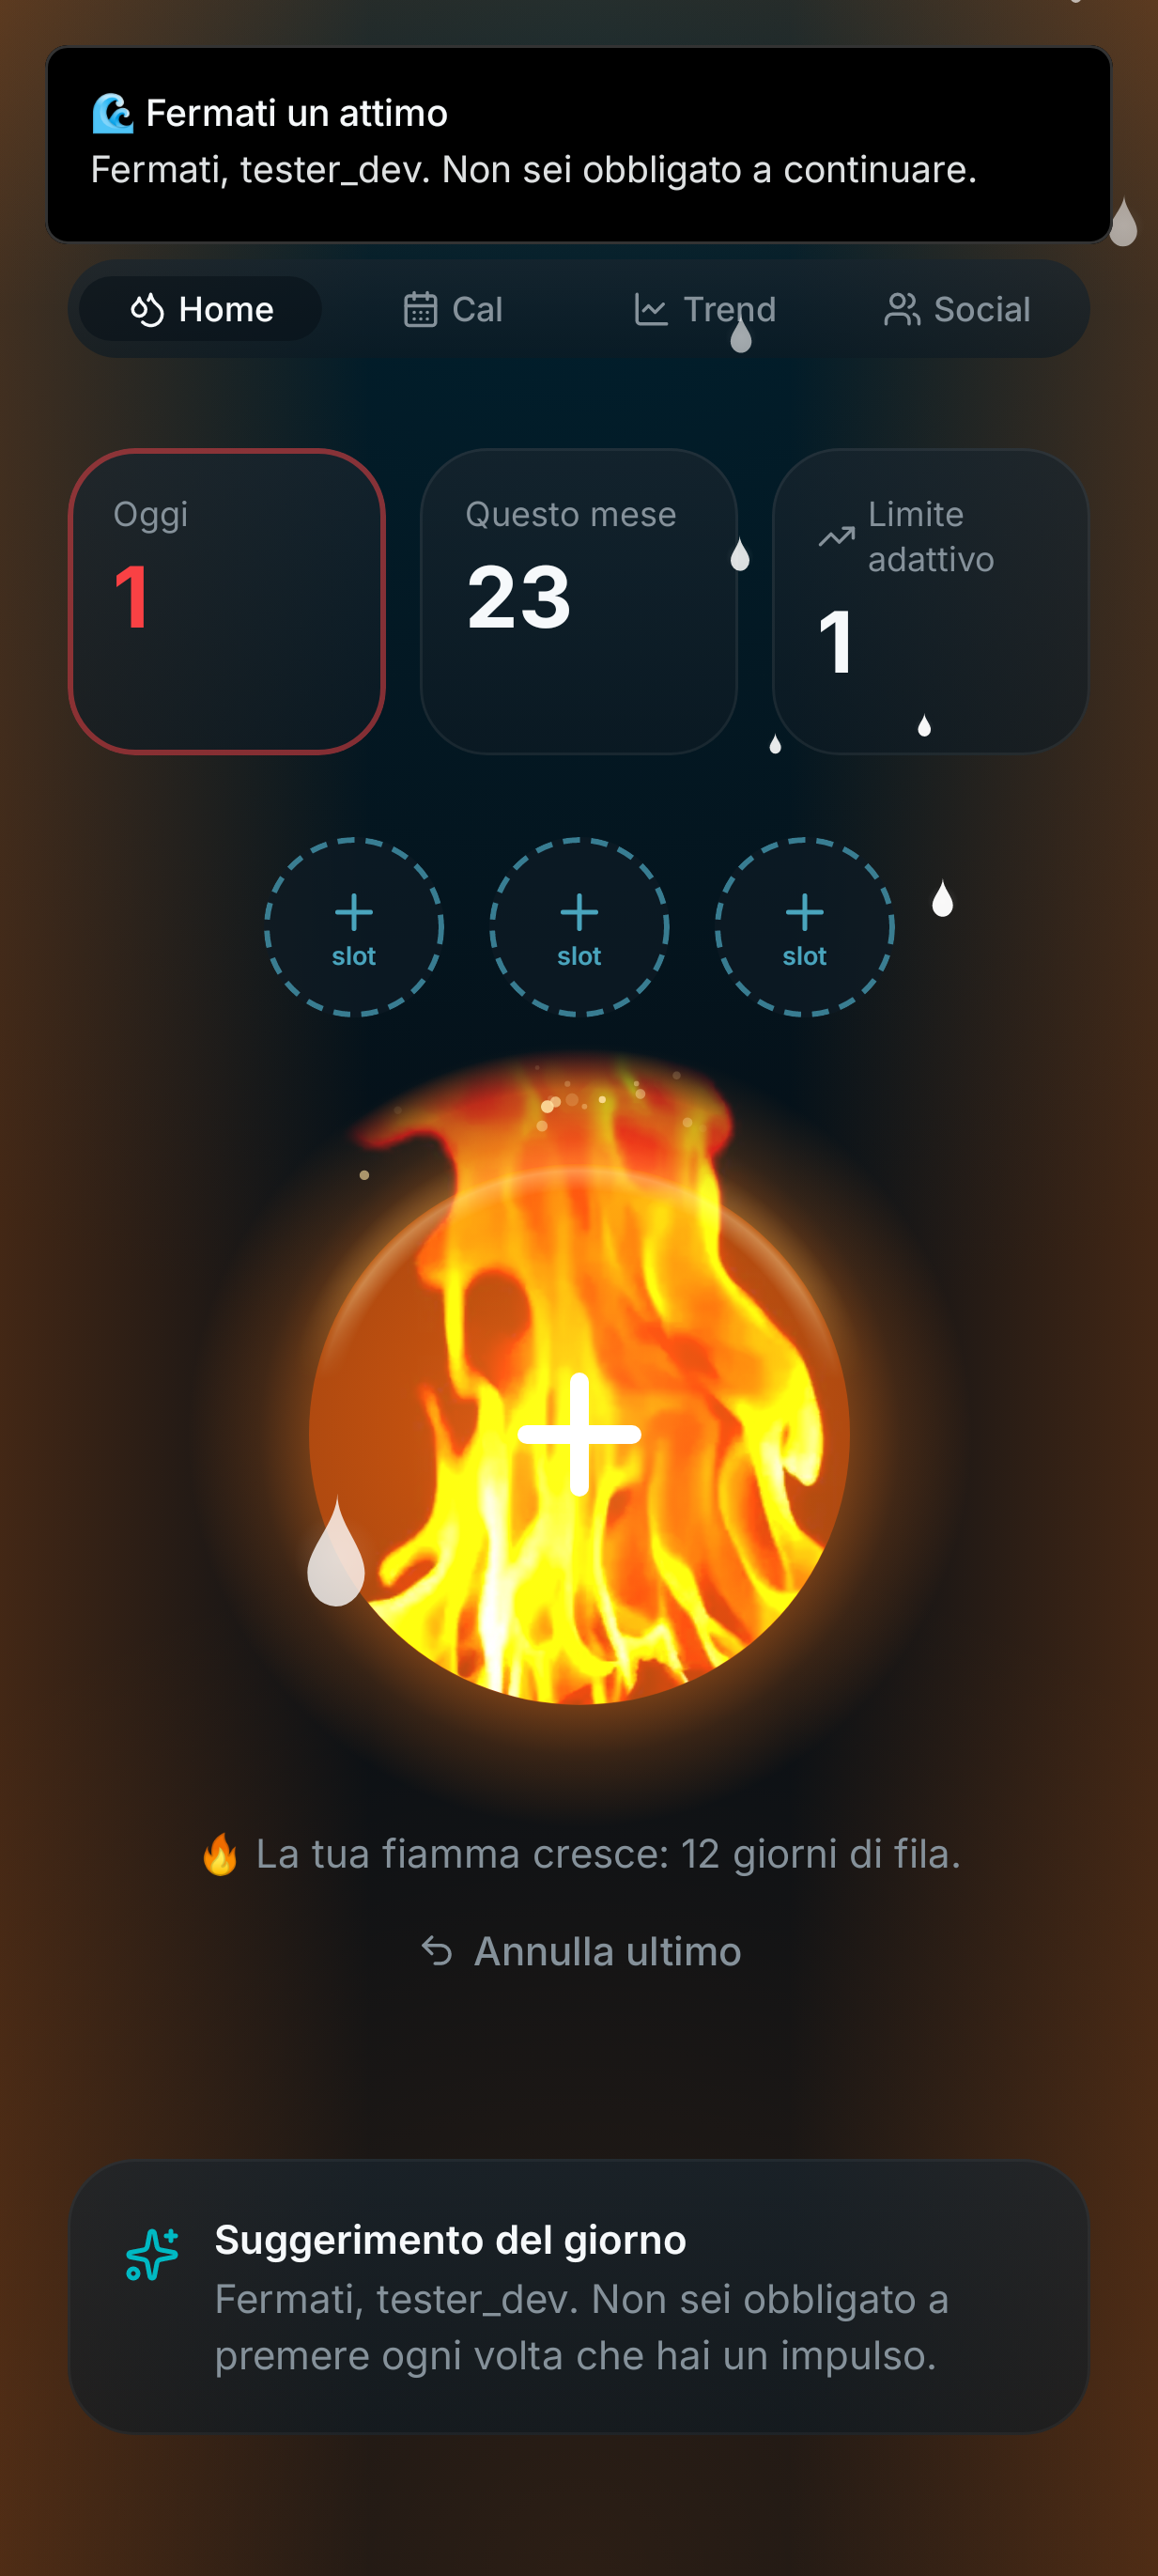 🌊 Fermati un attimo
Fermati, tester_dev. Non sei obbligato a continuare.
Home
Cal
Trend
Social
Oggi
1
Questo mese
23
Limite
adattivo
1
slot
slot
slot
🔥 La tua fiamma cresce: 12 giorni di fila.
Annulla ultimo
Suggerimento del giorno
Fermati, tester_dev. Non sei obbligato a
premere ogni volta che hai un impulso.